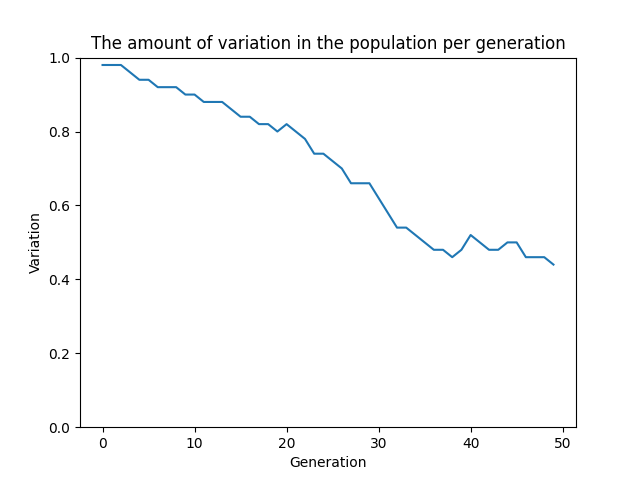 The amount of variation in the population per generation
1.0
0.8
0.6
0.4
0.2
0.0
Variation
0 10 20 30 40 50
Generation